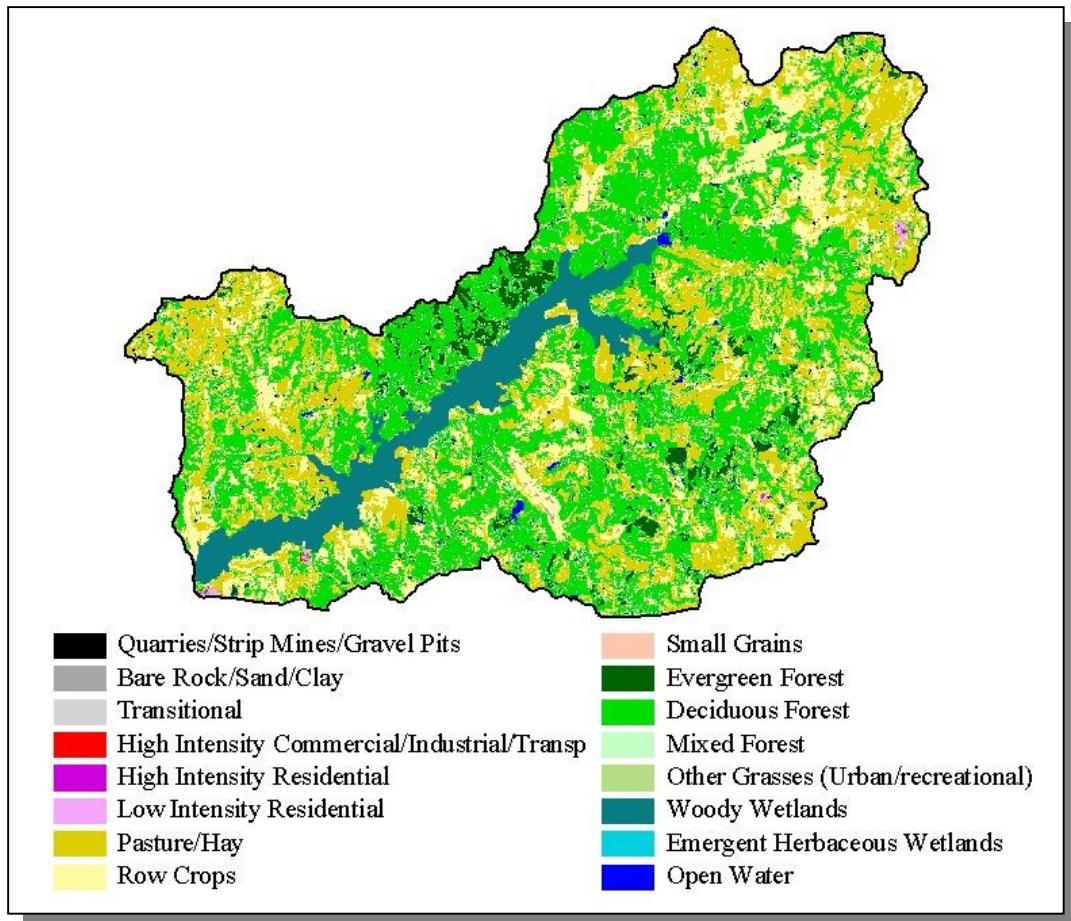 Quarries/Strip Mines/Gravel Pits
Bare Rock/Sand/Clay
Transitional
High Intensity Commercial/Industrial/Transp
High Intensity Residential
Low Intensity Residential
Pasture/Hay
Row Crops
Small Grains
Evergreen Forest
Deciduous Forest
Mixed Forest
Other Grasses (Urban/recreational)
Woody Wetlands
Emergent Herbaceous Wetlands
Open Water